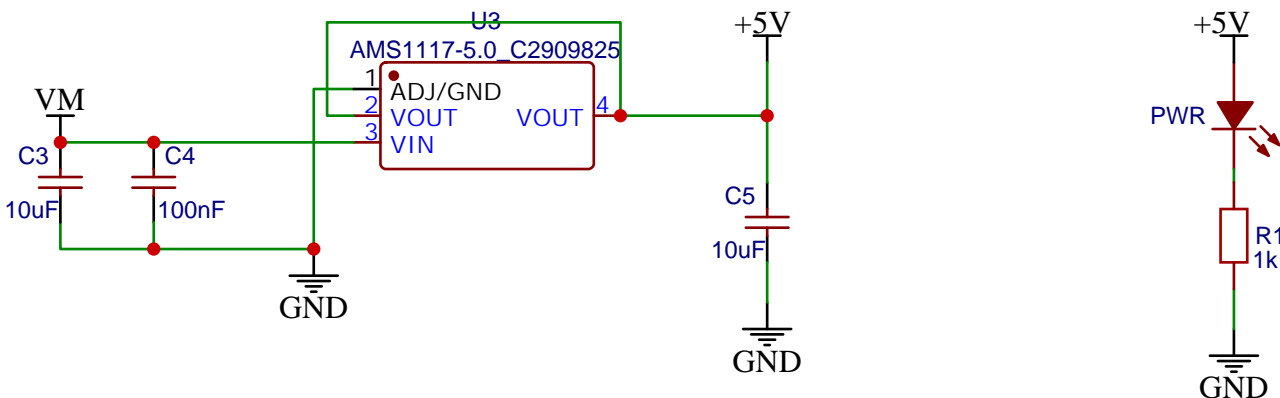 U3
AMS1117-5.0_C2909825
1
ADJ/GND
2
VOUT
VOUT
4
3
VIN
VM
C3
10uF
C4
100nF
GND
+5V
C5
10uF
GND
+5V
PWR
R1
1k
GND